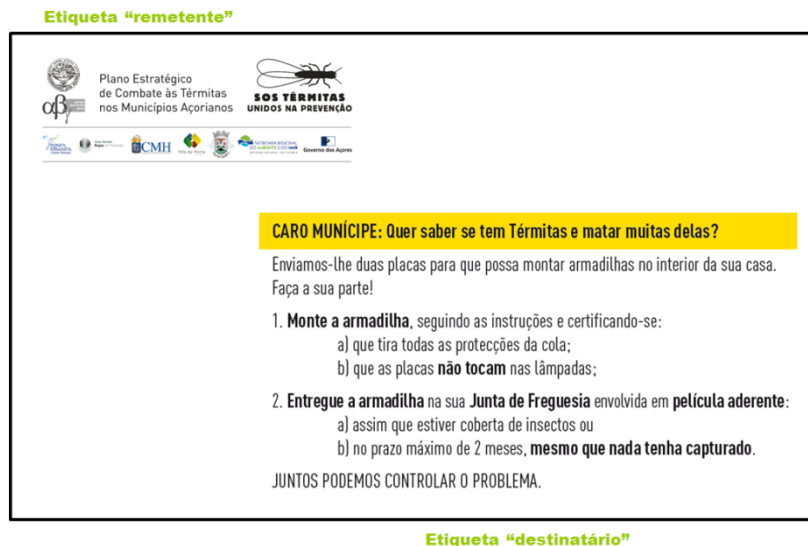 Etiqueta “remetente”
Plano Estratégico
de Combate às Térmitas
nos Municípios Açorianos
SOS TÉRMITAS
UNIDOS NA PREVENÇÃO
αβ
CMH
Governo dos Açores
CARO MUNÍCIPE: Quer saber se tem Térmitas e matar muitas delas?
Enviamos-lhe duas placas para que possa montar armadilhas no interior da sua casa.
Faça a sua parte!
1. Monte a armadilha, seguindo as instruções e certificando-se:
a) que tira todas as protecções da cola;
b) que as placas não tocam nas lâmpadas;
2. Entregue a armadilha na sua Junta de Freguesia envolvida em película aderente:
a) assim que estiver coberta de insectos ou
b) no prazo máximo de 2 meses, mesmo que nada tenha capturado.
JUNTOS PODEMOS CONTROLAR O PROBLEMA.
Etiqueta “destinatário”